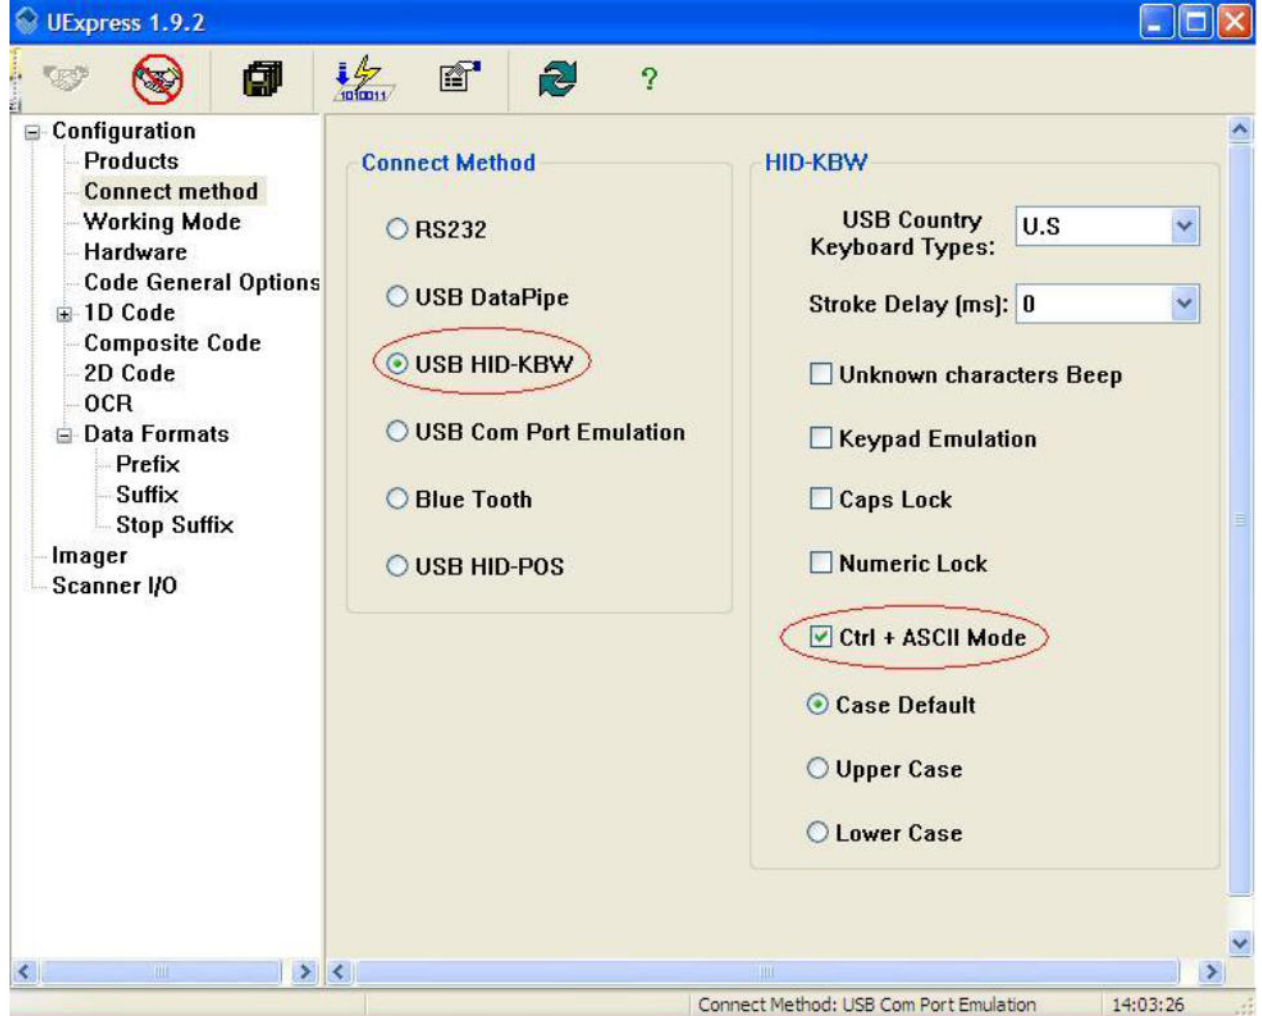 UExpress 1.9.2
1010011
?
Configuration
Products
Connect method
Working Mode
Hardware
Code General Options
1D Code
Composite Code
2D Code
OCR
Data Formats
Prefix
Suffix
Stop Suffix
Imager
Scanner I/O
Connect Method
RS232
USB DataPipe
USB HID-KBW
USB Com Port Emulation
Blue Tooth
USB HID-POS
HID-KBW
USB Country
Keyboard Types:
U.S
Stroke Delay (ms): 0
Unknown characters Beep
Keypad Emulation
Caps Lock
Numeric Lock
Ctrl + ASCII Mode
Case Default
Upper Case
Lower Case
Connect Method: USB Com Port Emulation
14:03:26